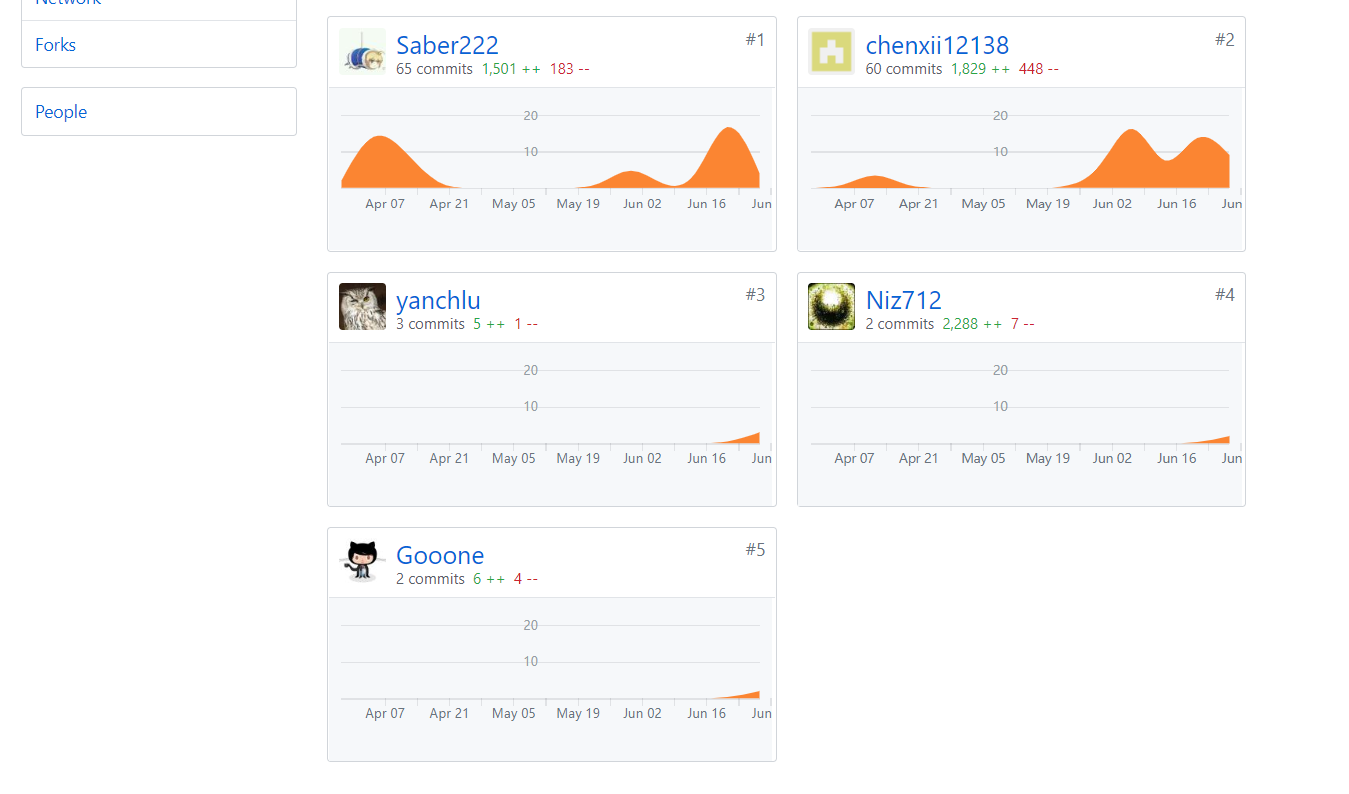 Network
Forks
People
Saber222
#1
65 commits 1,501 ++ 183 --
20
10
Apr 07 Apr 21 May 05 May 19 Jun 02 Jun 16 Jun
chenxii12138
#2
60 commits 1,829 ++ 448 --
20
10
Apr 07 Apr 21 May 05 May 19 Jun 02 Jun 16 Jun
yanchlu
#3
3 commits 5 ++ 1 --
20
10
Apr 07 Apr 21 May 05 May 19 Jun 02 Jun 16 Jun
Niz712
#4
2 commits 2,288 ++ 7 --
20
10
Apr 07 Apr 21 May 05 May 19 Jun 02 Jun 16 Jun
Gooone
#5
2 commits 6 ++ 4 --
20
10
Apr 07 Apr 21 May 05 May 19 Jun 02 Jun 16 Jun